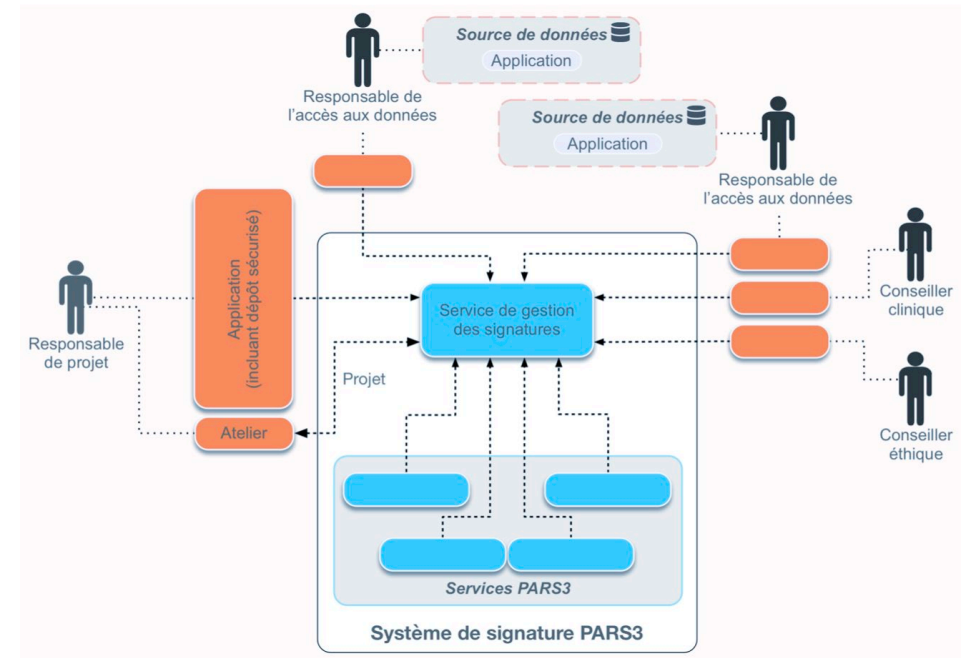 Source de données
Application
Responsable de
l'accès aux données
Source de données
Application
Responsable de
l'accès aux données
Application
(incluant dépôt sécurisé)
Service de gestion
des signatures
Conseiller
clinique
Responsable
de projet
Projet
Atelier
Conseiller
éthique
Services PARS3
Système de signature PARS3